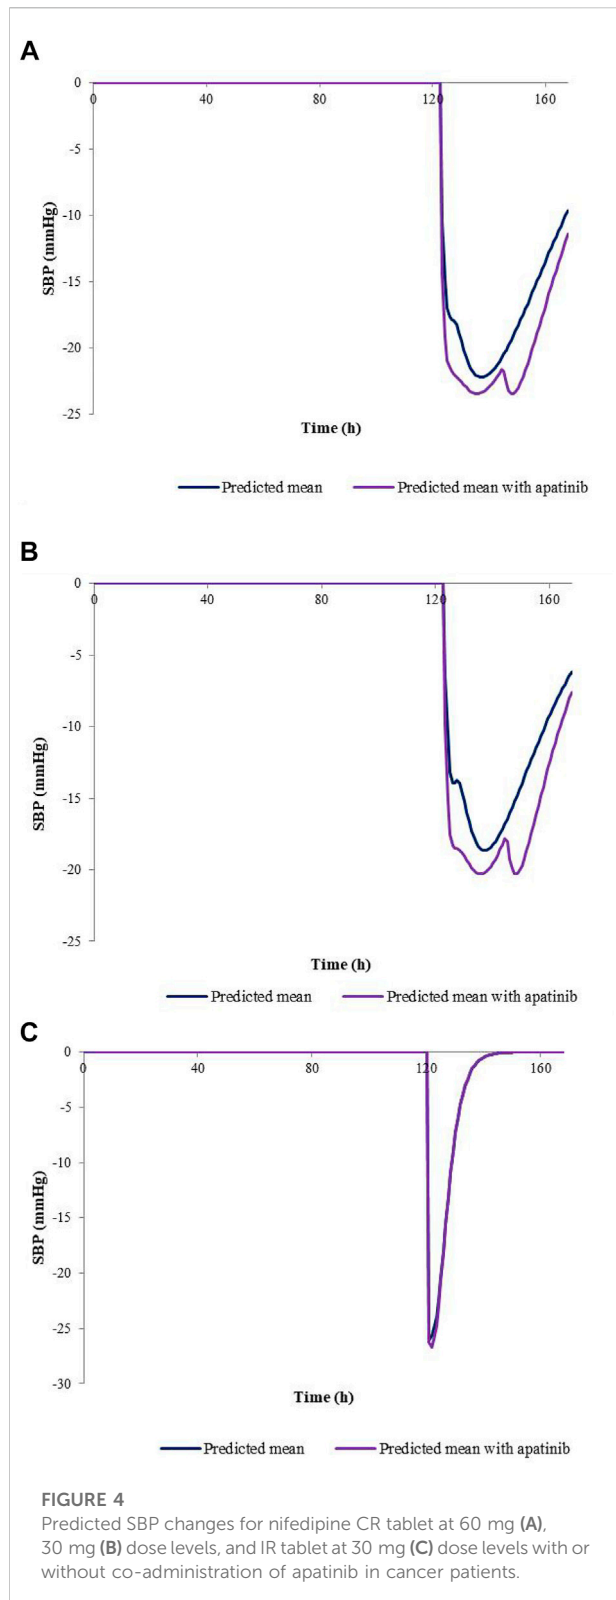 A
0
0 40 80 120 160
-5
-10
-15
-20
-25
SBP (mmHg)
Time (h)
Predicted mean Predicted mean with apatinib
B
0
0 40 80 120 160
-5
-10
-15
-20
-25
SBP (mmHg)
Time (h)
Predicted mean Predicted mean with apatinib
C
0
0 40 80 120 160
-5
-10
-15
-20
-25
-30
SBP (mmHg)
Time (h)
Predicted mean Predicted mean with apatinib
FIGURE 4
Predicted SBP changes for nifedipine CR tablet at 60 mg (A),
30 mg (B) dose levels, and IR tablet at 30 mg (C) dose levels with or
without co-administration of apatinib in cancer patients.